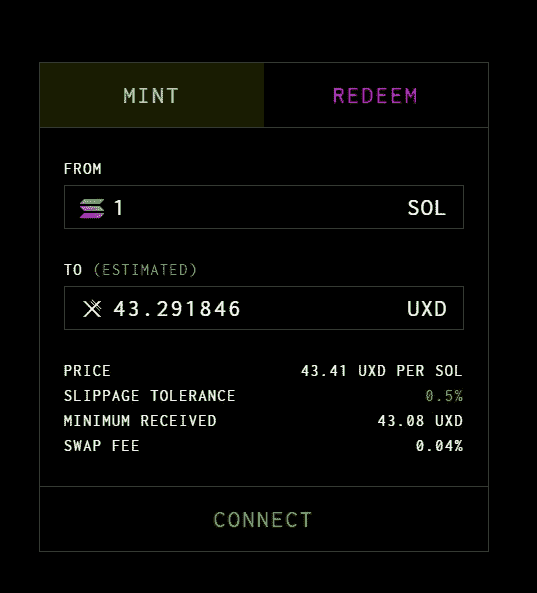 MINT REDEEM
FROM
1 SOL
TO (ESTIMATED)
43.291846 UXD
PRICE 43.41 UXD PER SOL
SLIPPAGE TOLERANCE 0.5%
MINIMUM RECEIVED 43.08 UXD
SWAP FEE 0.04%
CONNECT